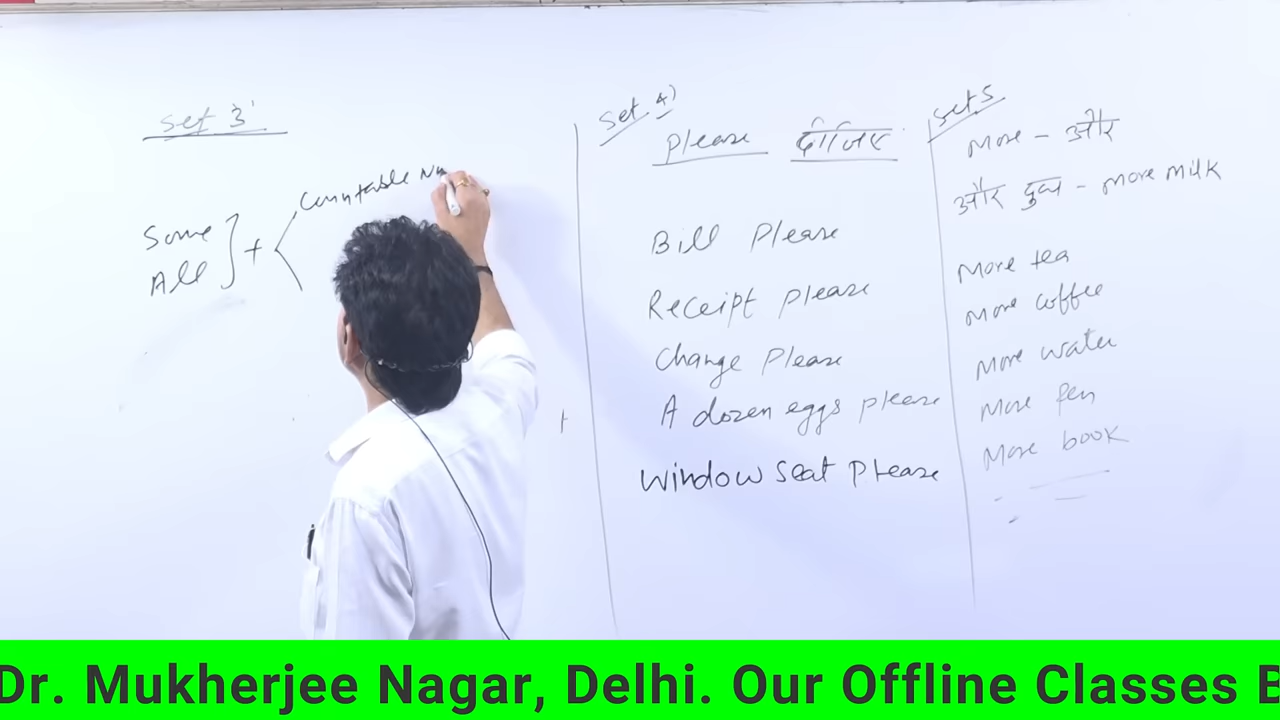 Set 3
Some
All
} +
Countable Nu
Set 4)
Please दीजिए
Bill Please
Receipt please
Change Please
A dozen eggs please
Window seat Please
Set 5
More - और
और दुध - more milk
More tea
More coffee
More water
More pen
More book
Dr. Mukherjee Nagar, Delhi. Our Offline Classes B